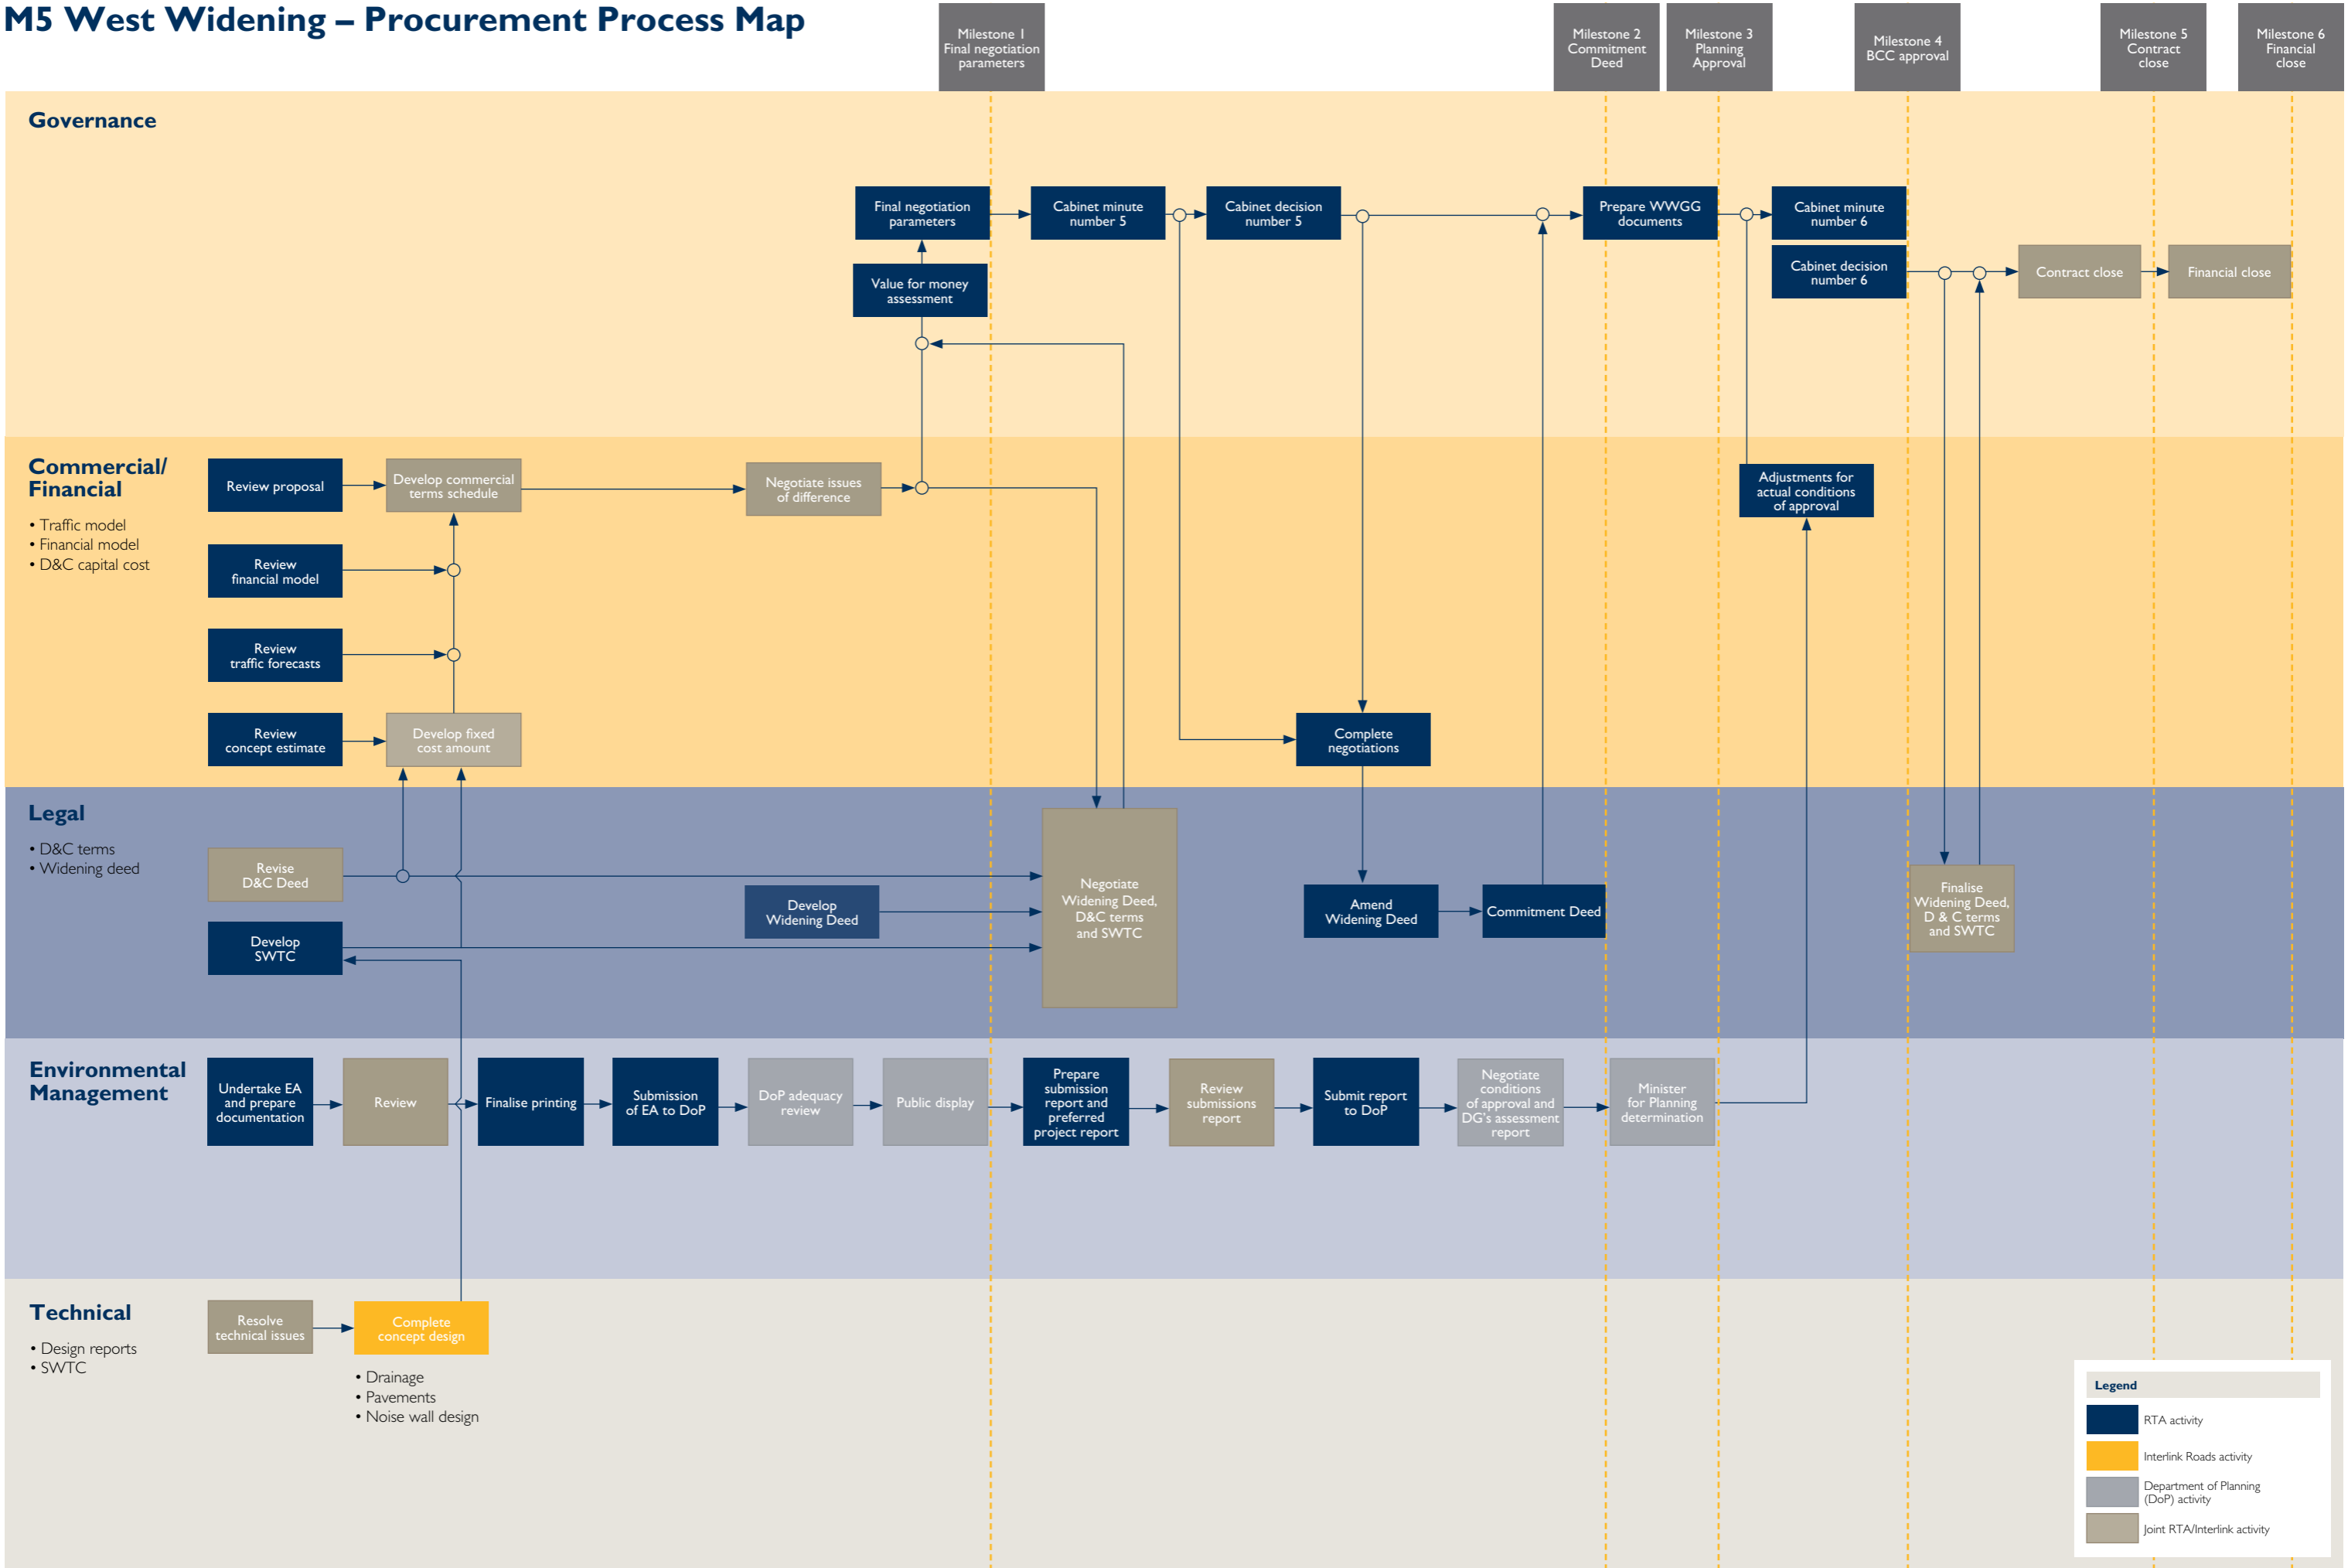 M5 West Widening – Procurement Process Map
Milestone 1
Final negotiation
parameters
Milestone 2
Commitment
Deed
Milestone 3
Planning
Approval
Milestone 4
BCC approval
Milestone 5
Contract
close
Milestone 6
Financial
close
Governance
Final negotiation
parameters
Cabinet minute
number 5
Cabinet decision
number 5
Prepare WWGG
documents
Cabinet minute
number 6
Value for money
assessment
Cabinet decision
number 6
Contract close
Financial close
Commercial/
Financial
• Traffic model
• Financial model
• D&C capital cost
Review proposal
Develop commercial
terms schedule
Negotiate issues
of difference
Adjustments for
actual conditions
of approval
Review
financial model
Review
traffic forecasts
Review
concept estimate
Develop fixed
cost amount
Complete
negotiations
Legal
• D&C terms
• Widening deed
Revise
D&C Deed
Develop
SWTC
Develop
Widening Deed
Negotiate
Widening Deed,
D&C terms
and SWTC
Amend
Widening Deed
Commitment Deed
Finalise
Widening Deed,
D & C terms
and SWTC
Environmental
Management
Undertake EA
and prepare
documentation
Review
Finalise printing
Submission
of EA to DoP
DoP adequacy
review
Public display
Prepare
submission
report and
preferred
project report
Review
submissions
report
Submit report
to DoP
Negotiate
conditions
of approval and
DG's assessment
report
Minister
for Planning
determination
Technical
• Design reports
• SWTC
Resolve
technical issues
Complete
concept design
• Drainage
• Pavements
• Noise wall design
Legend
RTA activity
Interlink Roads activity
Department of Planning
(DoP) activity
Joint RTA/Interlink activity